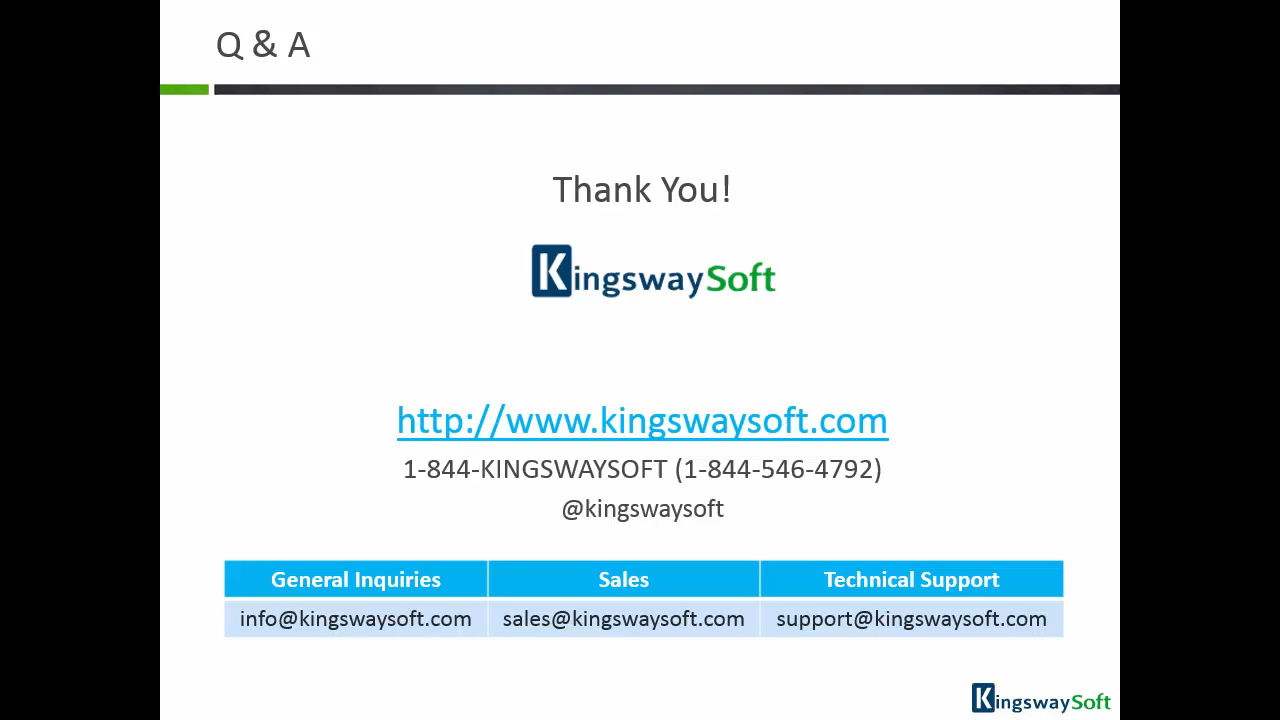 Q & A
Thank You!
KingswaySoft
http://www.kingswaysoft.com
1-844-KINGSWAYSOFT (1-844-546-4792)
@kingswaysoft
General Inquiries Sales Technical Support
info@kingswaysoft.com sales@kingswaysoft.com support@kingswaysoft.com
KingswaySoft